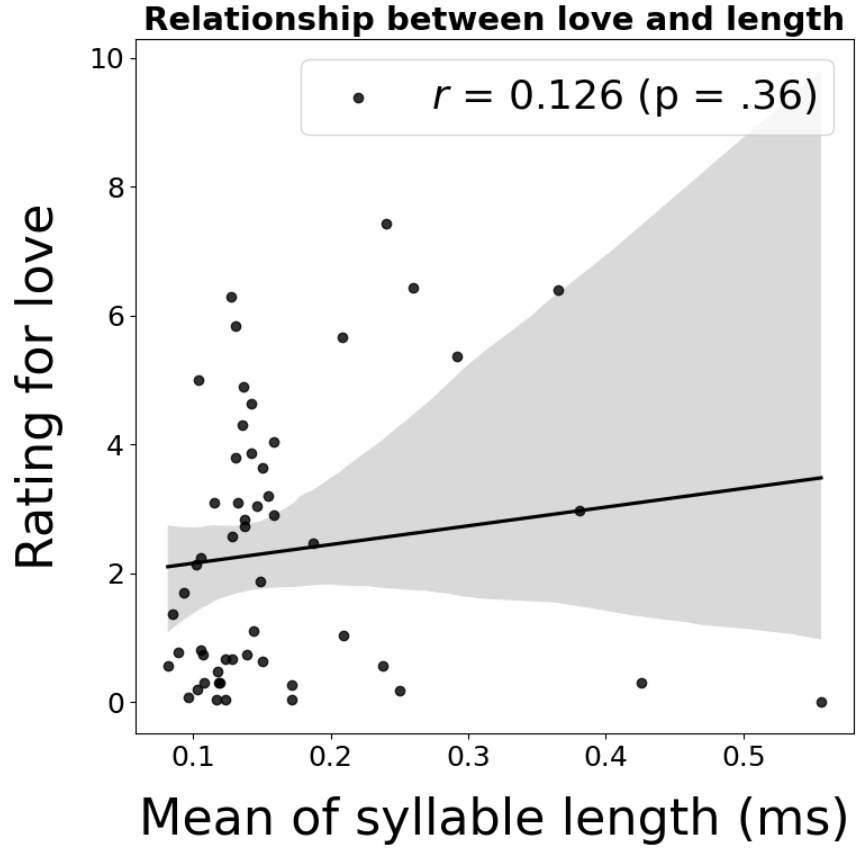 Relationship between love and length
r = 0.126 (p = .36)
Rating for love
10
8
6
4
2
0
0.1 0.2 0.3 0.4 0.5
Mean of syllable length (ms)